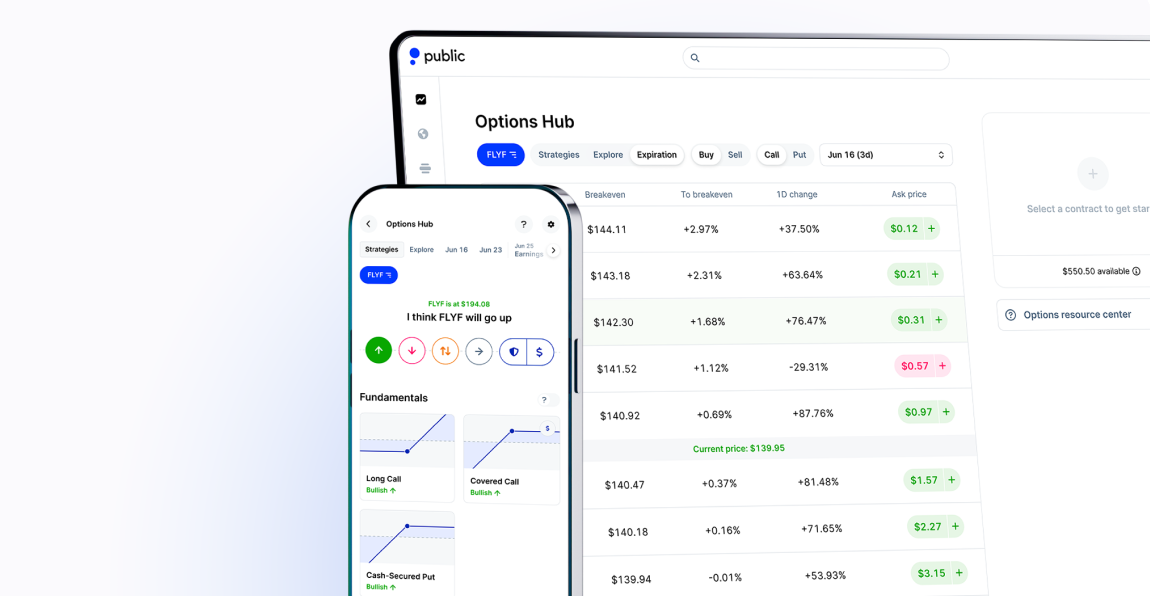 public
Options Hub
FLYF Strategies Explore Expiration Buy Sell Call Put Jun 16 (3d)
Breakeven To breakeven 1D change Ask price
$144.11 +2.97% +37.50% $0.12 +
$143.18 +2.31% +63.64% $0.21 +
$142.30 +1.68% +76.47% $0.31 +
$141.52 +1.12% -29.31% $0.57 +
$140.92 +0.69% +87.76% $0.97 +
Current price: $139.95
$140.47 +0.37% +81.48% $1.57 +
$140.18 +0.16% +71.65% $2.27 +
$139.94 -0.01% +53.93% $3.15 +
+
Select a contract to get star
$550.50 available
? Options resource center
Options Hub ?
Strategies Explore Jun 16 Jun 23 Jun 25
Earnings
FLYF
FLYF is at $194.08
I think FLYF will go up
$
Fundamentals ?
$
Long Call
Bullish ↑
Covered Call
Bullish ↑
Cash-Secured Put
Bullish ↑